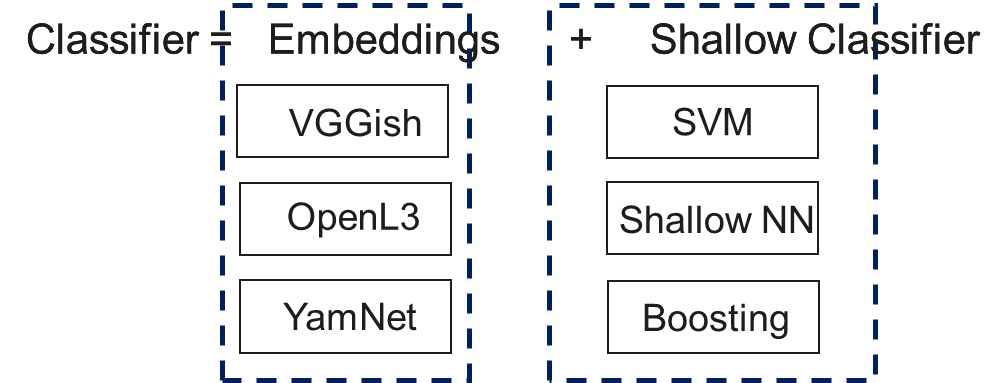 Classifier = Embeddings + Shallow Classifier
VGGish
SVM
OpenL3
Shallow NN
YamNet
Boosting